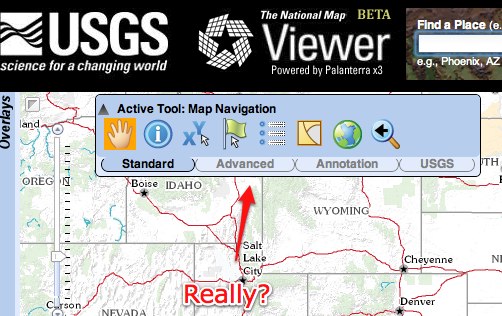 USGS
science for a changing world
The National Map BETA
Viewer
Powered by Palanterra x3
Find a Place (e.
e.g., Phoenix, AZ
Overlays
Active Tool: Map Navigation
Standard Advanced Annotation USGS
OREGON
IDAHO
Boise
WYOMING
Salt
Lake
City
Cheyenne
Really?
Denver
Carson
NEVADA